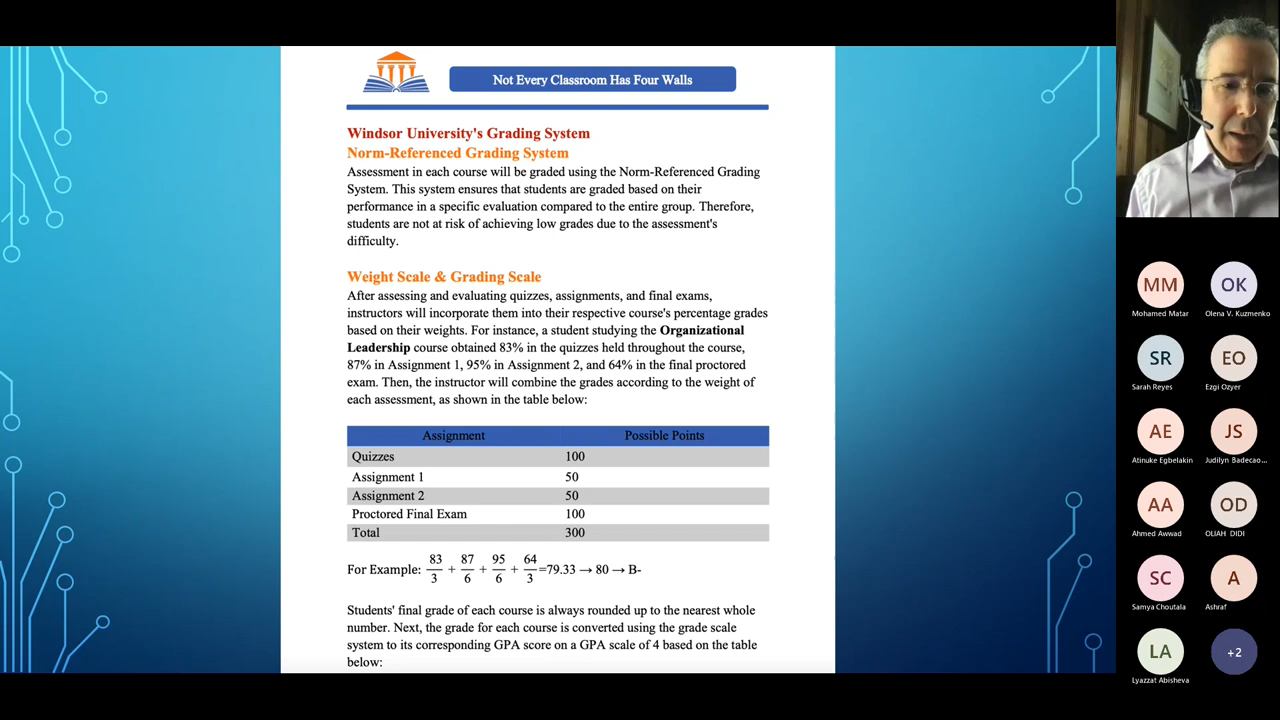 Not Every Classroom Has Four Walls
Windsor University's Grading System
Norm-Referenced Grading System
Assessment in each course will be graded using the Norm-Referenced Grading
System. This system ensures that students are graded based on their
performance in a specific evaluation compared to the entire group. Therefore,
students are not at risk of achieving low grades due to the assessment's
difficulty.
Weight Scale & Grading Scale
After assessing and evaluating quizzes, assignments, and final exams,
instructors will incorporate them into their respective course's percentage grades
based on their weights. For instance, a student studying the Organizational
Leadership course obtained 83% in the quizzes held throughout the course,
87% in Assignment 1, 95% in Assignment 2, and 64% in the final proctored
exam. Then, the instructor will combine the grades according to the weight of
each assessment, as shown in the table below:
Assignment Possible Points
Quizzes 100
Assignment 1 50
Assignment 2 50
Proctored Final Exam 100
Total 300
For Example: 83/3 + 87/6 + 95/6 + 64/3 =79.33 → 80 → B-
Students' final grade of each course is always rounded up to the nearest whole
number. Next, the grade for each course is converted using the grade scale
system to its corresponding GPA score on a GPA scale of 4 based on the table
below:
MM OK
Mohamed Matar Olena V. Kuzmenko
SR EO
Sarah Reyes Ezgi Ozyer
AE JS
Atinuke Egbelakin Judilyn Badecao...
AA OD
Ahmed Awwad OLIAH DIDI
SC A
Samya Choutala Ashraf
LA +2
Lyazzat Abisheva